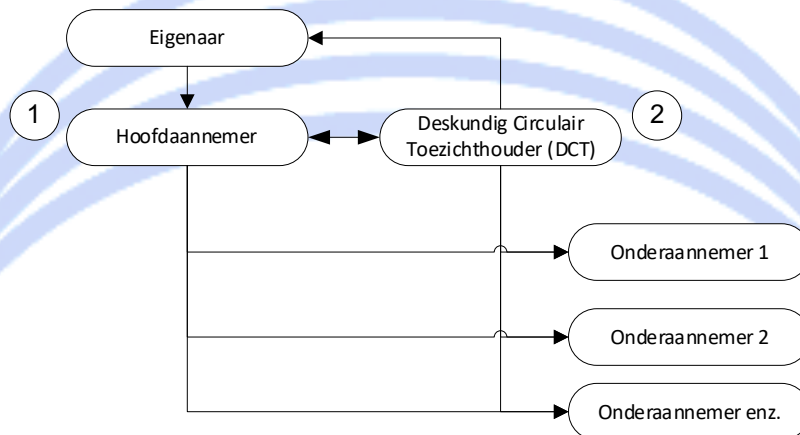 Eigenaar
1
Hoofdaannemer
Deskundig Circulair
Toezichthouder (DCT)
2
Onderaannemer 1
Onderaannemer 2
Onderaannemer enz.